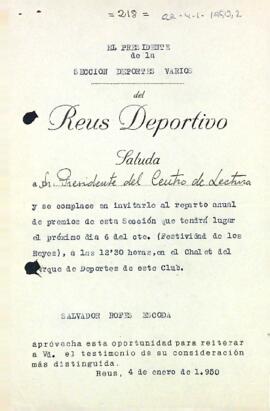 = 218 =
EL PRESIDENTE
de la
SECCION DEPORTES VARIOS
del
Reus Deportivo
Saluda
a Sr. Presidente del Centro de Lectura
y se complace en invitarle al reparto anual
de premios de esta Sección que tendrá lugar
el próximo dia 6 del cte. (Festividad de los
Reyes), a las 12'30 horas, en el Chalet del
Parque de Deportes de este Club.
SALVADOR ROFES ESCODA
aprovecha esta oportunidad para reiterar
a Vd. el testimonio de su consideración
más distinguida.
Reus, 4 de enero de 1.950